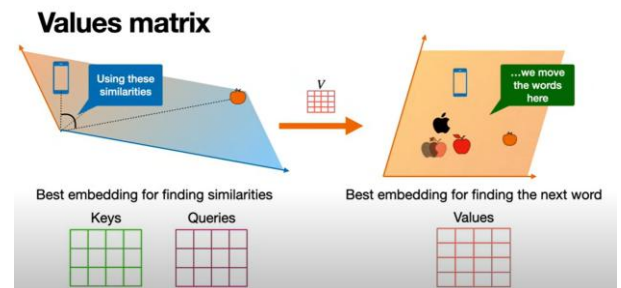 Values matrix
Using these
similarities
V
...we move
the words
here
Best embedding for finding similarities
Best embedding for finding the next word
Keys
Queries
Values